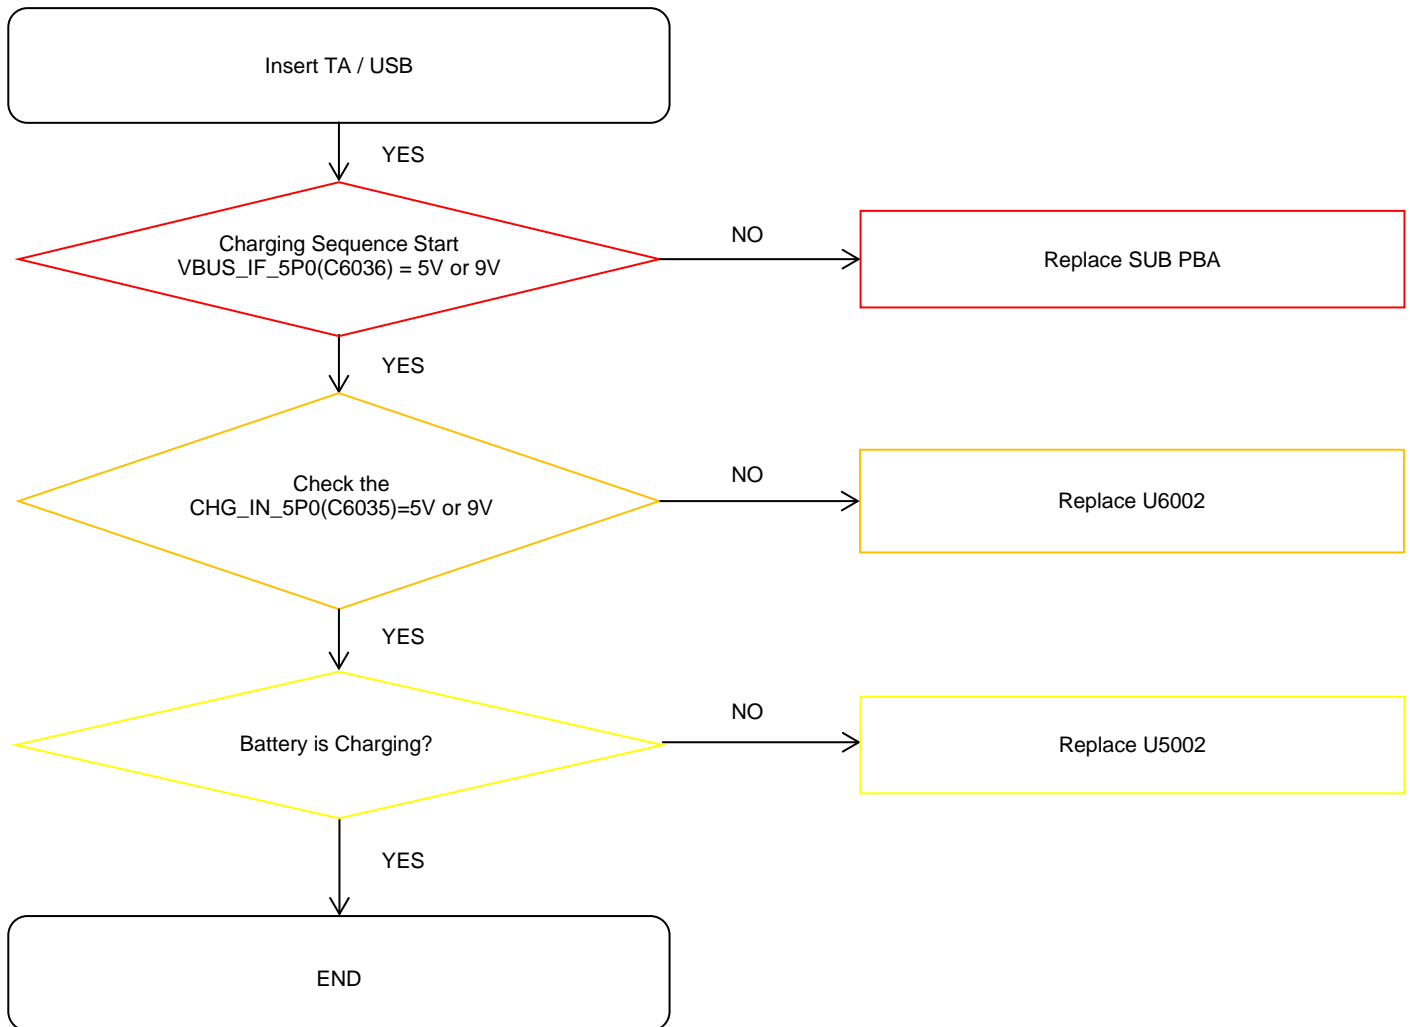 Insert TA / USB
YES
Charging Sequence Start
VBUS_IF_5P0(C6036) = 5V or 9V
NO
Replace SUB PBA
YES
Check the
CHG_IN_5P0(C6035)=5V or 9V
NO
Replace U6002
YES
Battery is Charging?
NO
Replace U5002
YES
END